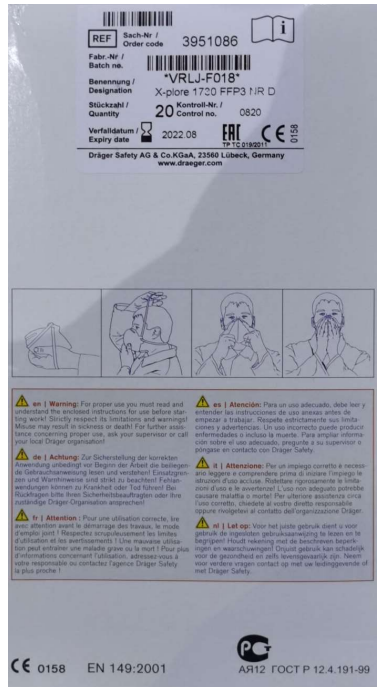 REF Sach-Nr / Order code 3951086
Fabr.-Nr / Batch no.
*VRLJ-F018*
Benennung / Designation X-plore 1720 FFP3 NR D
Stückzahl / Quantity 20 Kontroll-Nr. / Control no. 0820
Verfalldatum / Expiry date 2022.08 EAC CE 0158
TP TC 019/2011
Dräger Safety AG & Co.KGaA, 23560 Lübeck, Germany
www.draeger.com
en | Warning: For proper use you must read and
understand the enclosed instructions for use before star-
ting work! Strictly respect its limitations and warnings!
Misuse may result in sickness or death! For further assis-
tance concerning proper use, ask your supervisor or call
your local Dräger organisation!
de | Achtung: Zur Sicherstellung der korrekten
Anwendung unbedingt vor Beginn der Arbeit die beiliegen-
de Gebrauchsanweisung lesen und verstehen! Einsatzgren-
zen und Warnhinweise sind strikt zu beachten! Fehlan-
wendungen können zu Krankheit oder Tod führen! Bei
Rückfragen bitte Ihren Sicherheitsbeauftragten oder ihre
zuständige Dräger Organisation ansprechen!
fr | Attention : Pour une utilisation correcte, lire
avec attention avant le démarrage des travaux, le mode
d'emploi joint ! Respectez scrupuleusement les limites
d'utilisation et les avertissements ! Une mauvaise utilisa-
tion peut entraîner une maladie grave ou la mort ! Pour plus
d'informations concernant l'utilisation, adressez-vous à
votre responsable ou contactez l'agence Dräger Safety
la plus proche !
es | Atención: Para un uso adecuado, debe leer y
entender las instrucciones de uso anexas antes de
empezar a trabajar. Respete estrictamente sus limita-
ciones y advertencias. Un uso incorrecto puede producir
enfermedades o incluso la muerte. Para ampliar informa-
ción sobre el uso adecuado, pregunte a su supervisor o
póngase en contacto con Dräger Safety.
it | Attenzione: Per un impiego corretto è neces-
sario leggere e comprendere prima di iniziare l'impiego le
istruzioni d'uso accluse. Rispettare rigorosamente le limita-
zioni d'uso e le avvertenze! L'uso non adeguato potrebbe
causare malattia o morte! Per ulteriore assistenza circa
l'uso corretto, chiedete al vostro diretto responsabile
oppure rivolgetevi al contatto dell'organizzazione Dräger.
nl | Let op: Voor het juiste gebruik dient u voor
gebruik de ingesloten gebruiksaanwijzing te lezen en te
begrijpen! Houdt rekening met de beschreven beperk-
ingen en waarschuwingen! Onjuist gebruik kan schadelijk
voor de gezondheid en zelfs levensgevaarlijk zijn. Neem
voor verdere vragen contact op met uw leidinggevende of
met Dräger Safety.
CE 0158 EN 149:2001
АЯ12 ГОСТ Р 12.4.191-99